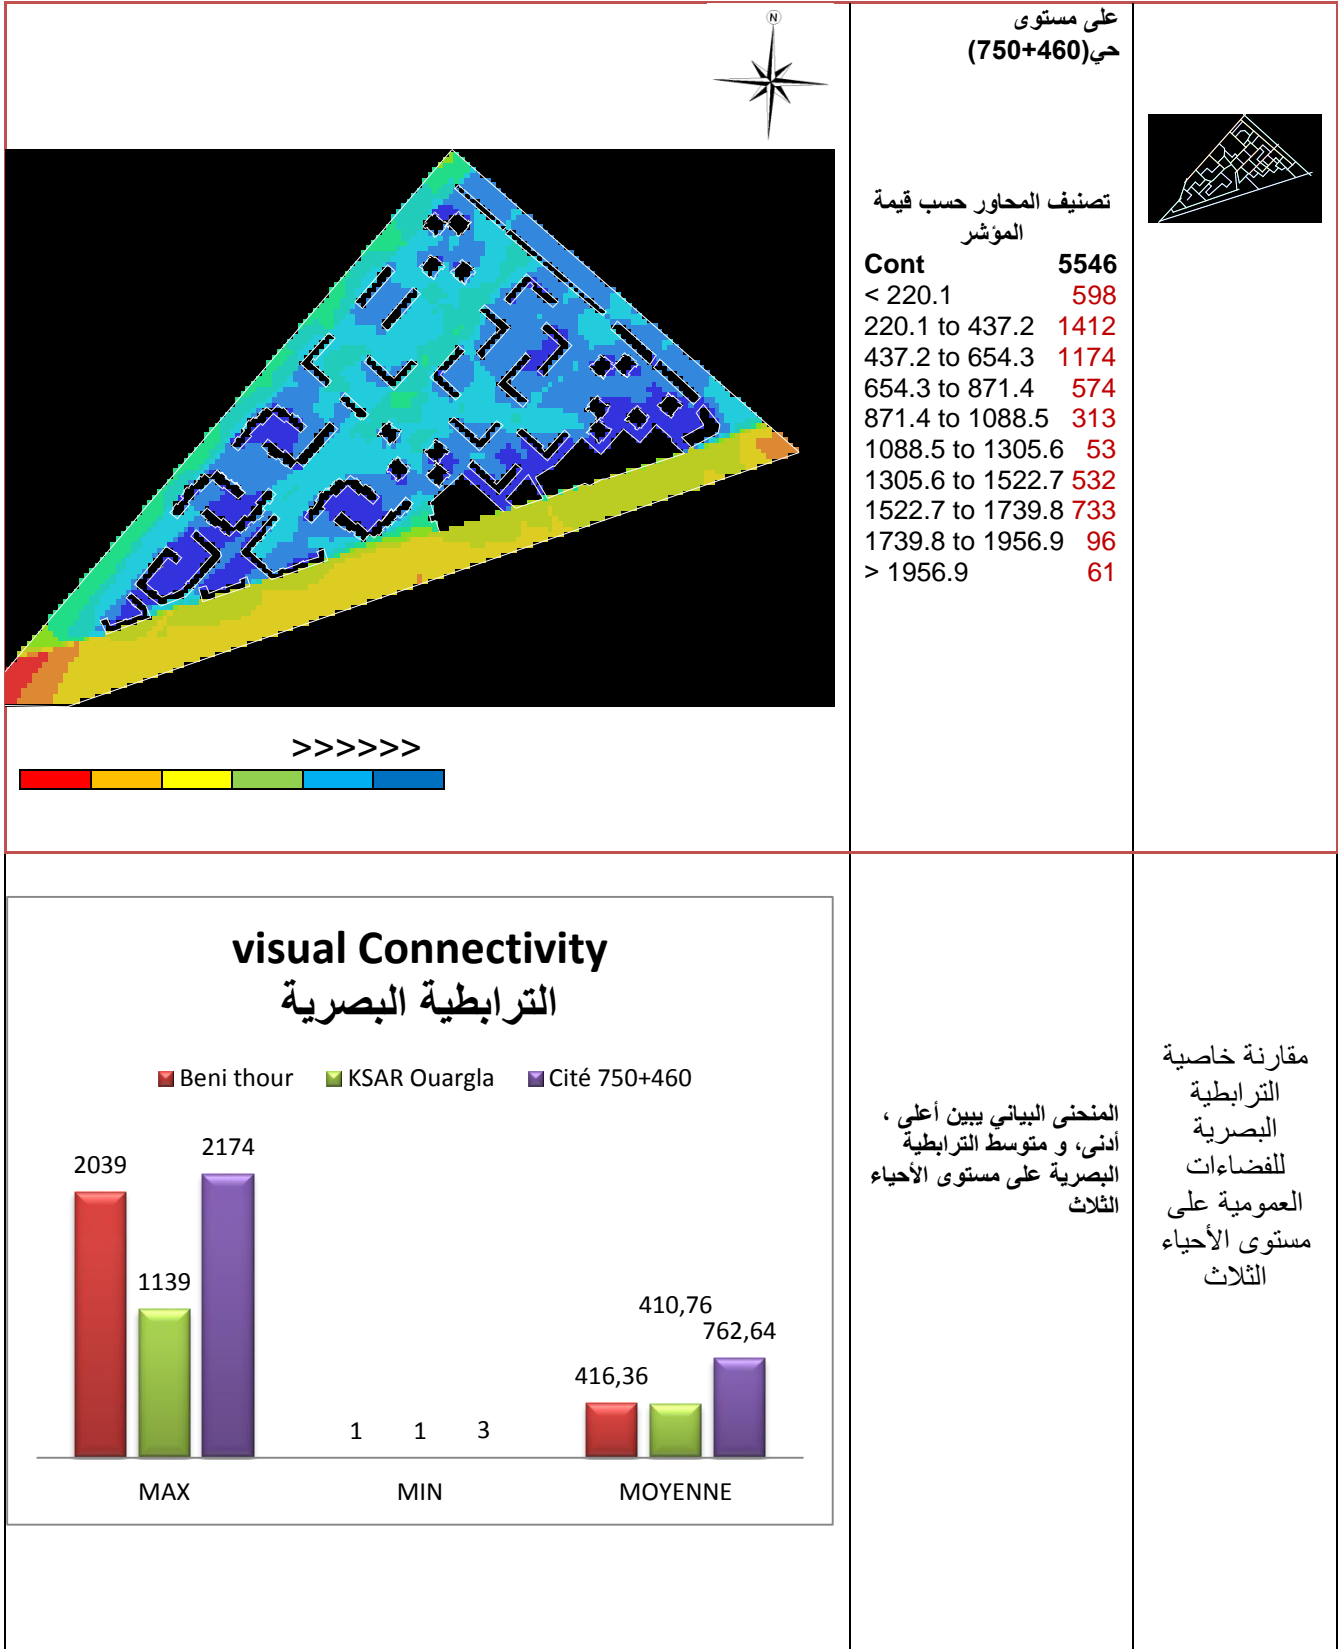 N
على مستوى
حي(460+750)
تصنيف المحاور حسب قيمة
المؤشر
Cont 5546
< 220.1 598
220.1 to 437.2 1412
437.2 to 654.3 1174
654.3 to 871.4 574
871.4 to 1088.5 313
1088.5 to 1305.6 53
1305.6 to 1522.7 532
1522.7 to 1739.8 733
1739.8 to 1956.9 96
> 1956.9 61
>>>>>>
visual Connectivity
الترابطية البصرية
Beni thour KSAR Ouargla Cité 750+460
2039
1139
2174
1
1
3
416,36
410,76
762,64
MAX MIN MOYENNE
المنحنى البياني يبين أعلى ،
أدنى، و متوسط الترابطية
البصرية على مستوى الأحياء
الثلاث
مقارنة خاصية
الترابطية
البصرية
للفضاءات
العمومية على
مستوى الأحياء
الثلاث